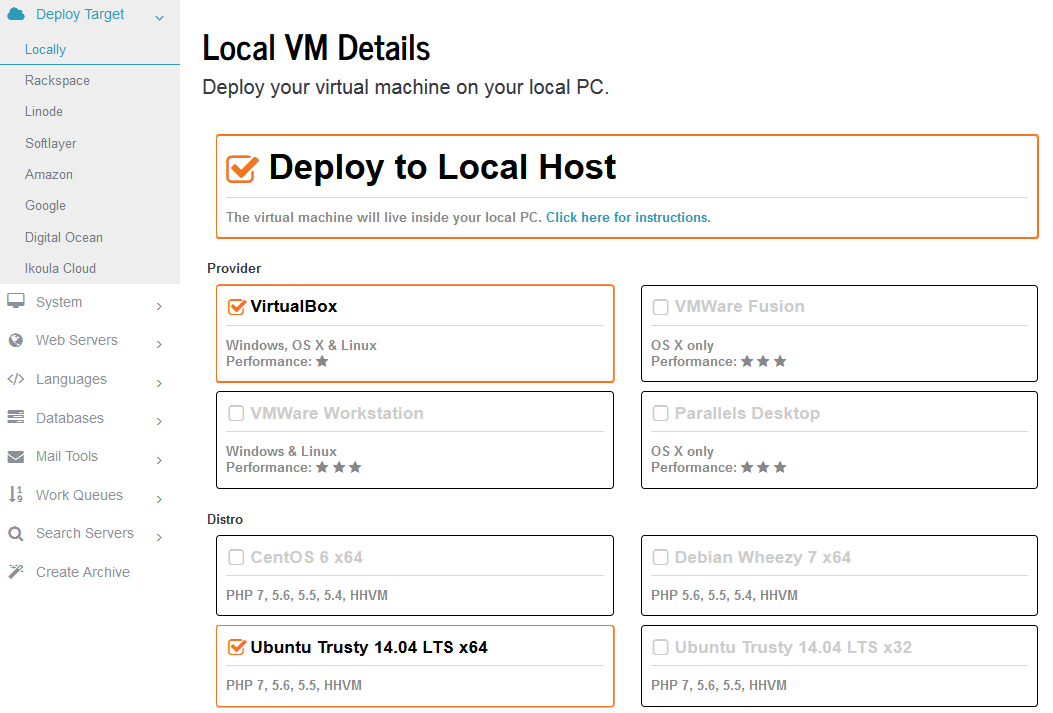 Deploy Target
Locally
Rackspace
Linode
Softlayer
Amazon
Google
Digital Ocean
Ikoula Cloud
System
Web Servers
Languages
Databases
Mail Tools
Work Queues
Search Servers
Create Archive
Local VM Details
Deploy your virtual machine on your local PC.
Deploy to Local Host
The virtual machine will live inside your local PC. Click here for instructions.
Provider
VirtualBox
Windows, OS X & Linux
Performance: ★
VMWare Fusion
OS X only
Performance: ★ ★ ★
VMWare Workstation
Windows & Linux
Performance: ★ ★ ★
Parallels Desktop
OS X only
Performance: ★ ★ ★
Distro
CentOS 6 x64
PHP 7, 5.6, 5.5, 5.4, HHVM
Debian Wheezy 7 x64
PHP 5.6, 5.5, 5.4, HHVM
Ubuntu Trusty 14.04 LTS x64
PHP 7, 5.6, 5.5, HHVM
Ubuntu Trusty 14.04 LTS x32
PHP 7, 5.6, 5.5, HHVM